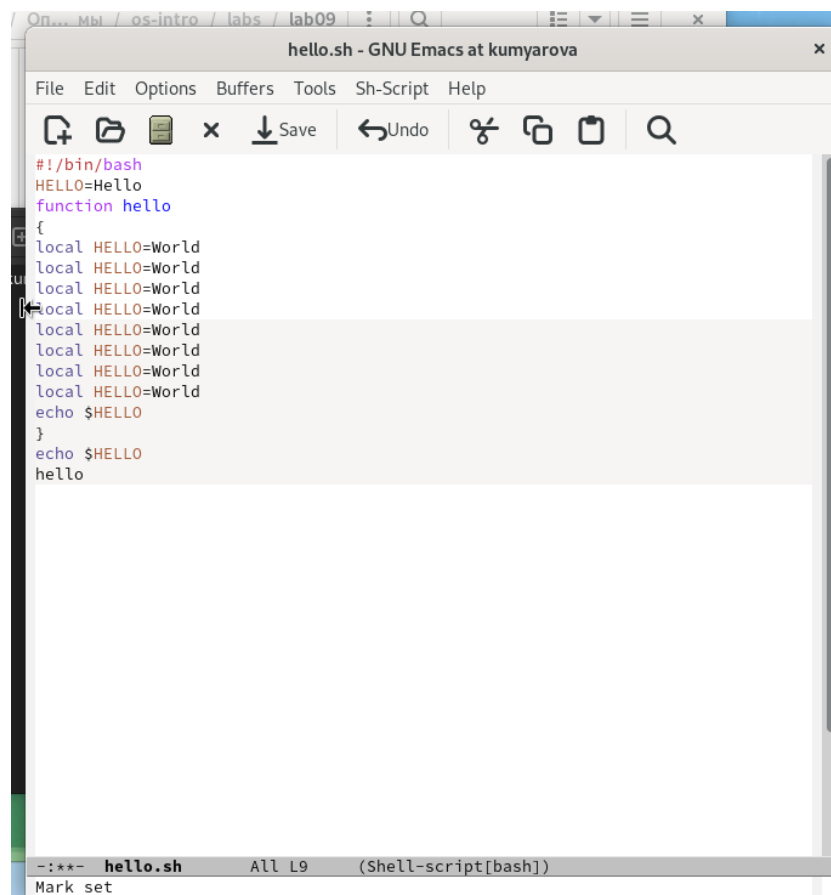 / Оп... мы / os-intro / labs / lab09
hello.sh - GNU Emacs at kumyarova
File Edit Options Buffers Tools Sh-Script Help
Save Undo
#!/bin/bash
HELLO=Hello
function hello
{
local HELLO=World
local HELLO=World
local HELLO=World
local HELLO=World
local HELLO=World
local HELLO=World
local HELLO=World
local HELLO=World
echo $HELLO
}
echo $HELLO
hello
-:**- hello.sh All L9 (Shell-script[bash])
Mark set